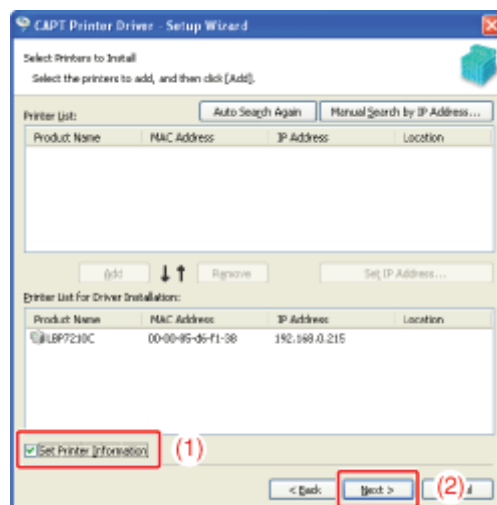 CAPT Printer Driver - Setup Wizard
Select Printers to Install
Select the printers to add, and then click [Add].
Printer List:
Auto Search Again
Manual Search by IP Address...
Product Name MAC Address IP Address Location
Add
Remove
Set IP Address...
Printer List for Driver Installation:
Product Name MAC Address IP Address Location
LBP7210C 00-00-85-d6-f1-38 192.168.0.215
Set Printer Information
(1)
< Back
Next >
(2)